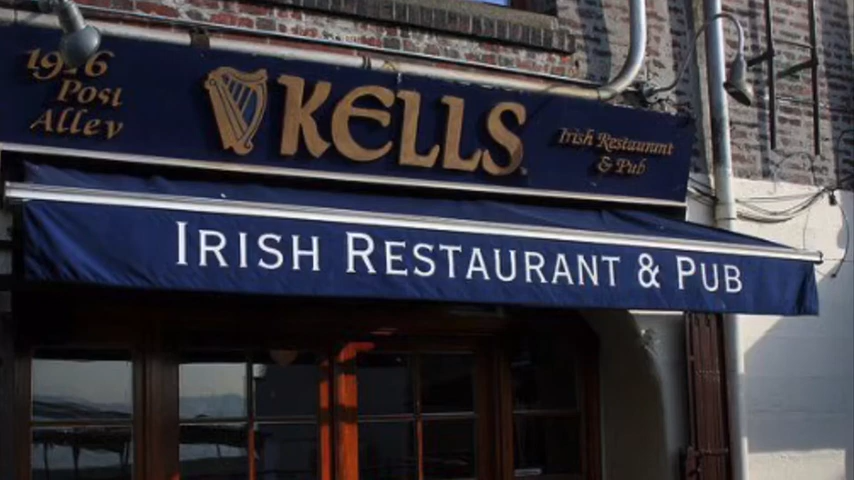 1916 Post Alley
KELLS
Irish Restaurant & Pub
IRISH RESTAURANT & PUB